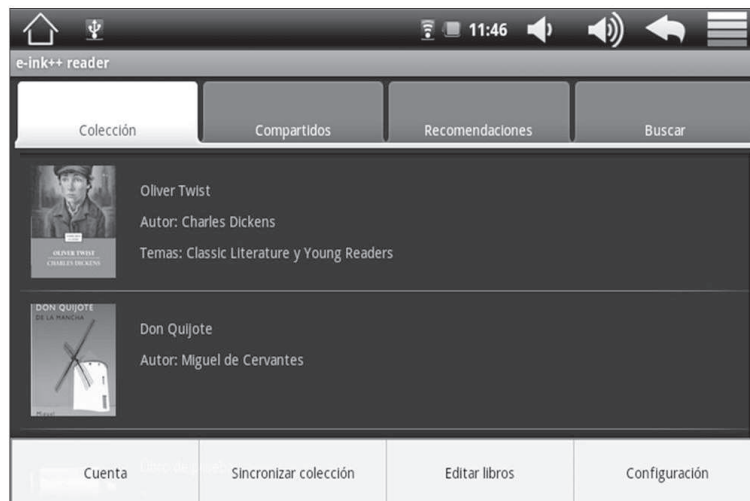 11:46
e-ink++ reader
Colección
Compartidos
Recomendaciones
Buscar
Oliver Twist
Autor: Charles Dickens
Temas: Classic Literature y Young Readers
OLIVER TWIST
CHARLES DICKENS
DON QUIJOTE
DE LA MANCHA
Don Quijote
Autor: Miguel de Cervantes
Miguel
Cuenta
Sincronizar colección
Editar libros
Configuración